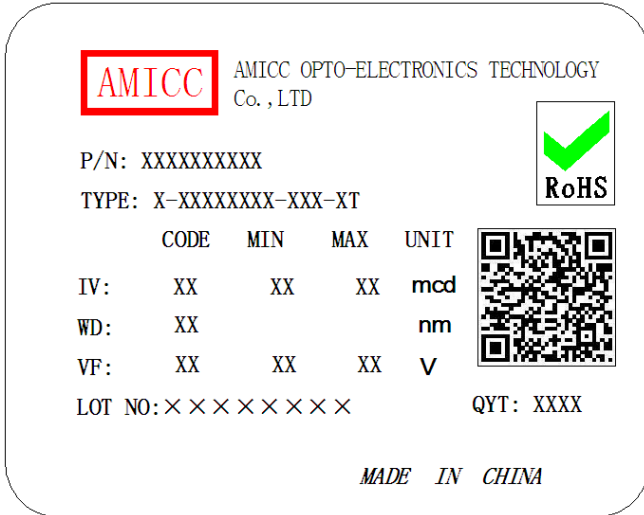 AMICC
AMICC OPTO-ELECTRONICS TECHNOLOGY
Co.,LTD
P/N: XXXXXXXXXX
RoHS
TYPE: X-XXXXXXXX-XXX-XT
CODE MIN MAX UNIT
IV: XX XX XX mcd
WD: XX nm
VF: XX XX XX V
LOT NO:××××××××
QYT: XXXX
MADE IN CHINA